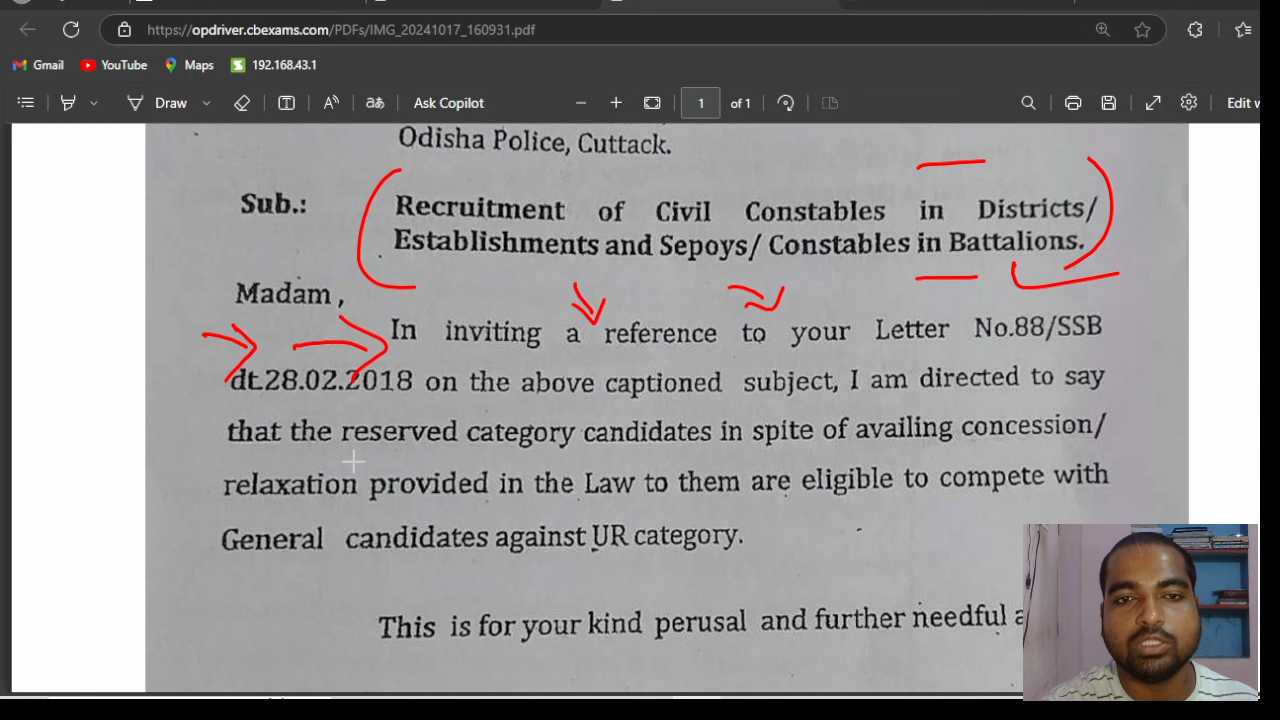 https://opdriver.cbexams.com/PDFs/IMG_20241017_160931.pdf
Gmail YouTube Maps 192.168.43.1
Draw Ask Copilot 1 of 1 Edit
Odisha Police, Cuttack.
Sub.: Recruitment of Civil Constables in Districts/
Establishments and Sepoys/ Constables in Battalions.
Madam,
In inviting a reference to your Letter No.88/SSB
dt.28.02.2018 on the above captioned subject, I am directed to say
that the reserved category candidates in spite of availing concession/
relaxation provided in the Law to them are eligible to compete with
General candidates against UR category.
This is for your kind perusal and further needful